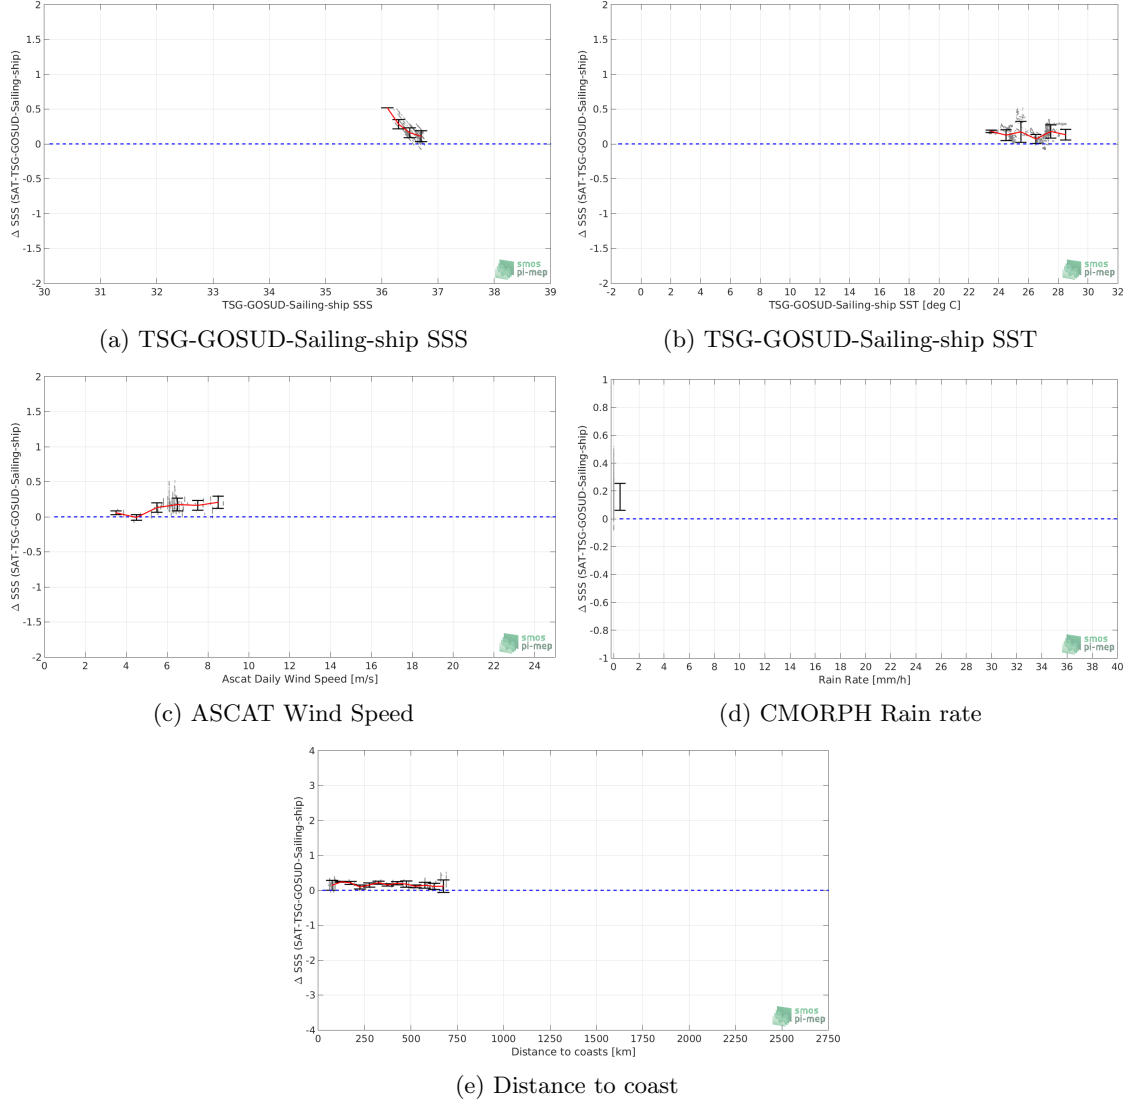 2
1.5
1
0.5
0
-0.5
-1
-1.5
-2
Δ SSS (SAT-TSG-GOSUD-Sailing-ship)
30 31 32 33 34 35 36 37 38 39
TSG-GOSUD-Sailing-ship SSS
smos
pi-mep
(a) TSG-GOSUD-Sailing-ship SSS
2
1.5
1
0.5
0
-0.5
-1
-1.5
-2
Δ SSS (SAT-TSG-GOSUD-Sailing-ship)
-2 0 2 4 6 8 10 12 14 16 18 20 22 24 26 28 30 32
TSG-GOSUD-Sailing-ship SST [deg C]
smos
pi-mep
(b) TSG-GOSUD-Sailing-ship SST
2
1.5
1
0.5
0
-0.5
-1
-1.5
-2
Δ SSS (SAT-TSG-GOSUD-Sailing-ship)
0 2 4 6 8 10 12 14 16 18 20 22 24
Ascat Daily Wind Speed [m/s]
smos
pi-mep
(c) ASCAT Wind Speed
1
0.8
0.6
0.4
0.2
0
-0.2
-0.4
-0.6
-0.8
-1
Δ SSS (SAT-TSG-GOSUD-Sailing-ship)
0 2 4 6 8 10 12 14 16 18 20 22 24 26 28 30 32 34 36 38 40
Rain Rate [mm/h]
smos
pi-mep
(d) CMORPH Rain rate
4
3
2
1
0
-1
-2
-3
-4
Δ SSS (SAT-TSG-GOSUD-Sailing-ship)
0 250 500 750 1000 1250 1500 1750 2000 2250 2500 2750
Distance to coasts [km]
smos
pi-mep
(e) Distance to coast